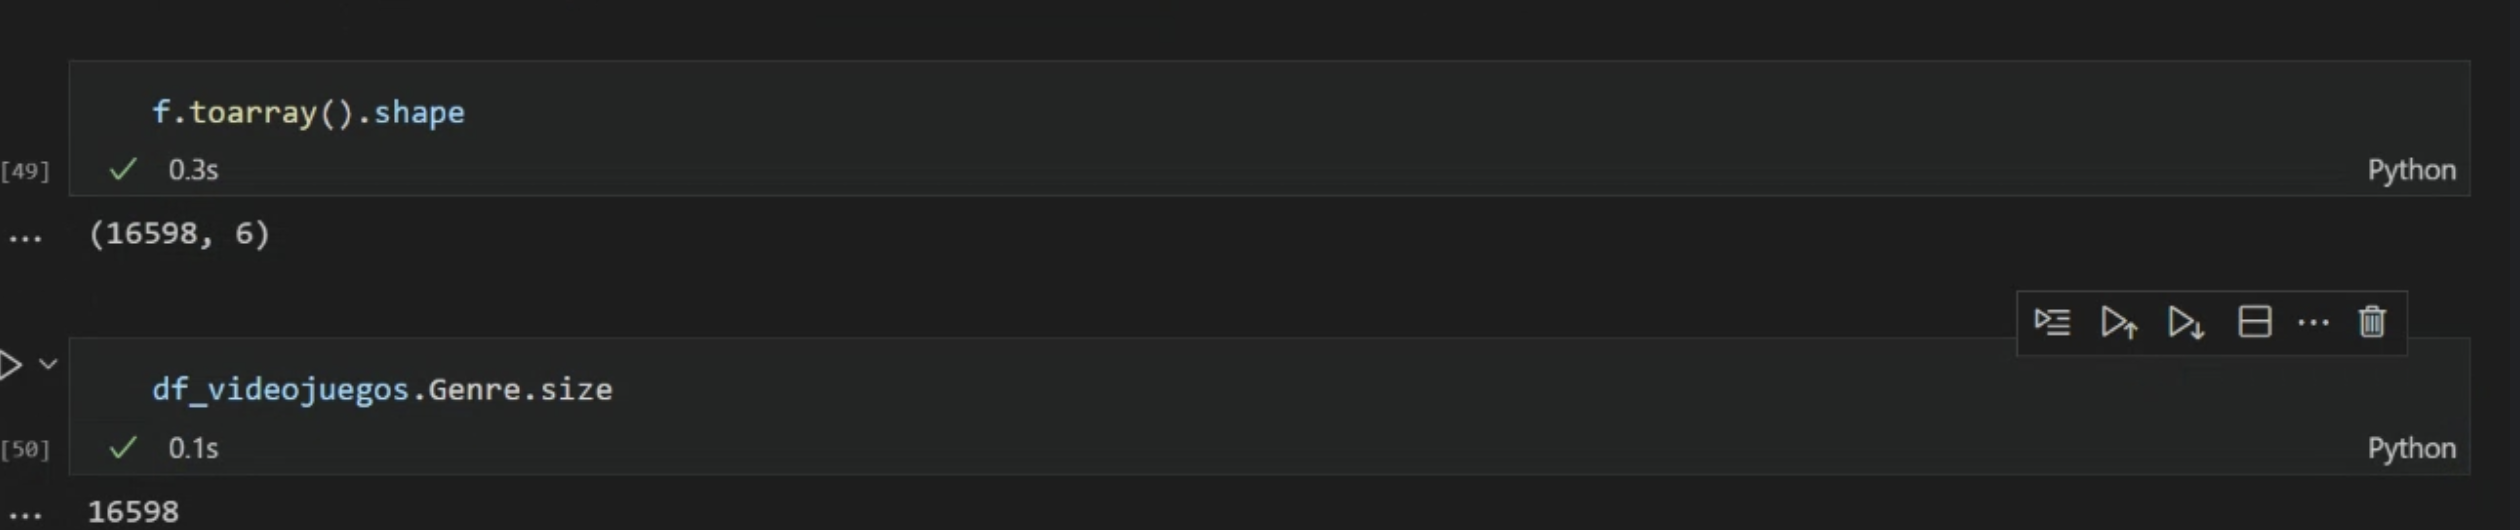 f.toarray().shape
[49] 0.3s Python
... (16598, 6)
df_videojuegos.Genre.size
[50] 0.1s Python
... 16598